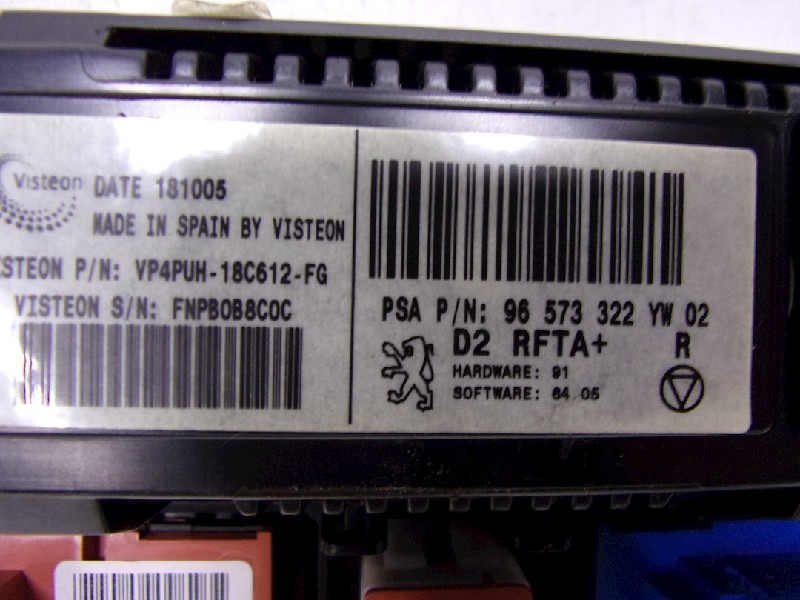 Visteon
DATE 181005
MADE IN SPAIN BY VISTEON
ISTEON P/N: VP4PUH-18C612-FG
VISTEON S/N: FNPB0B8C0C
PSA P/N: 96 573 322 YW 02
D2 RFTA+ R
HARDWARE: 91
SOFTWARE: 64.05